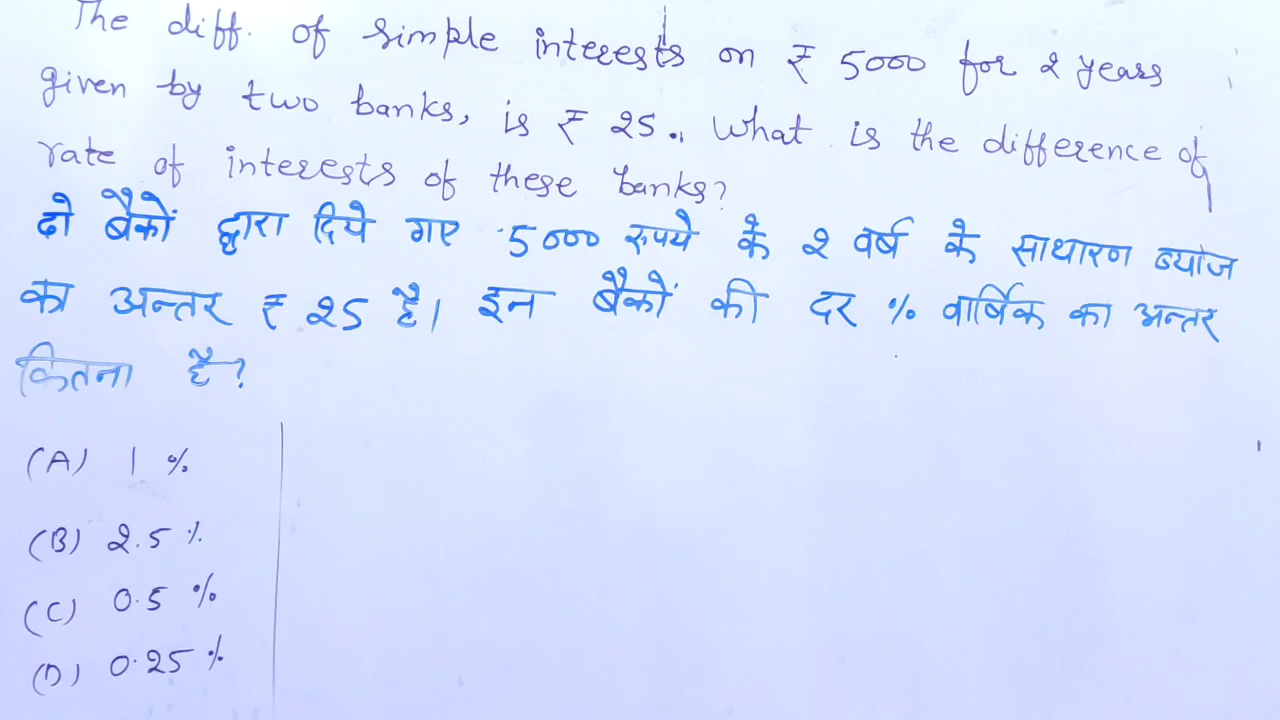 The diff. of simple interests on ₹ 5000 for 2 years
given by two banks, is ₹ 25. What is the difference of
rate of interests of these banks?
दो बैंकों द्वारा दिये गए 5000 रुपये के 2 वर्ष के साधारण ब्याज
का अन्तर ₹ 25 है। इन बैंकों की दर % वार्षिक का अन्तर
कितना है?
(A) 1 %
(B) 2.5 %
(C) 0.5 %
(D) 0.25 %